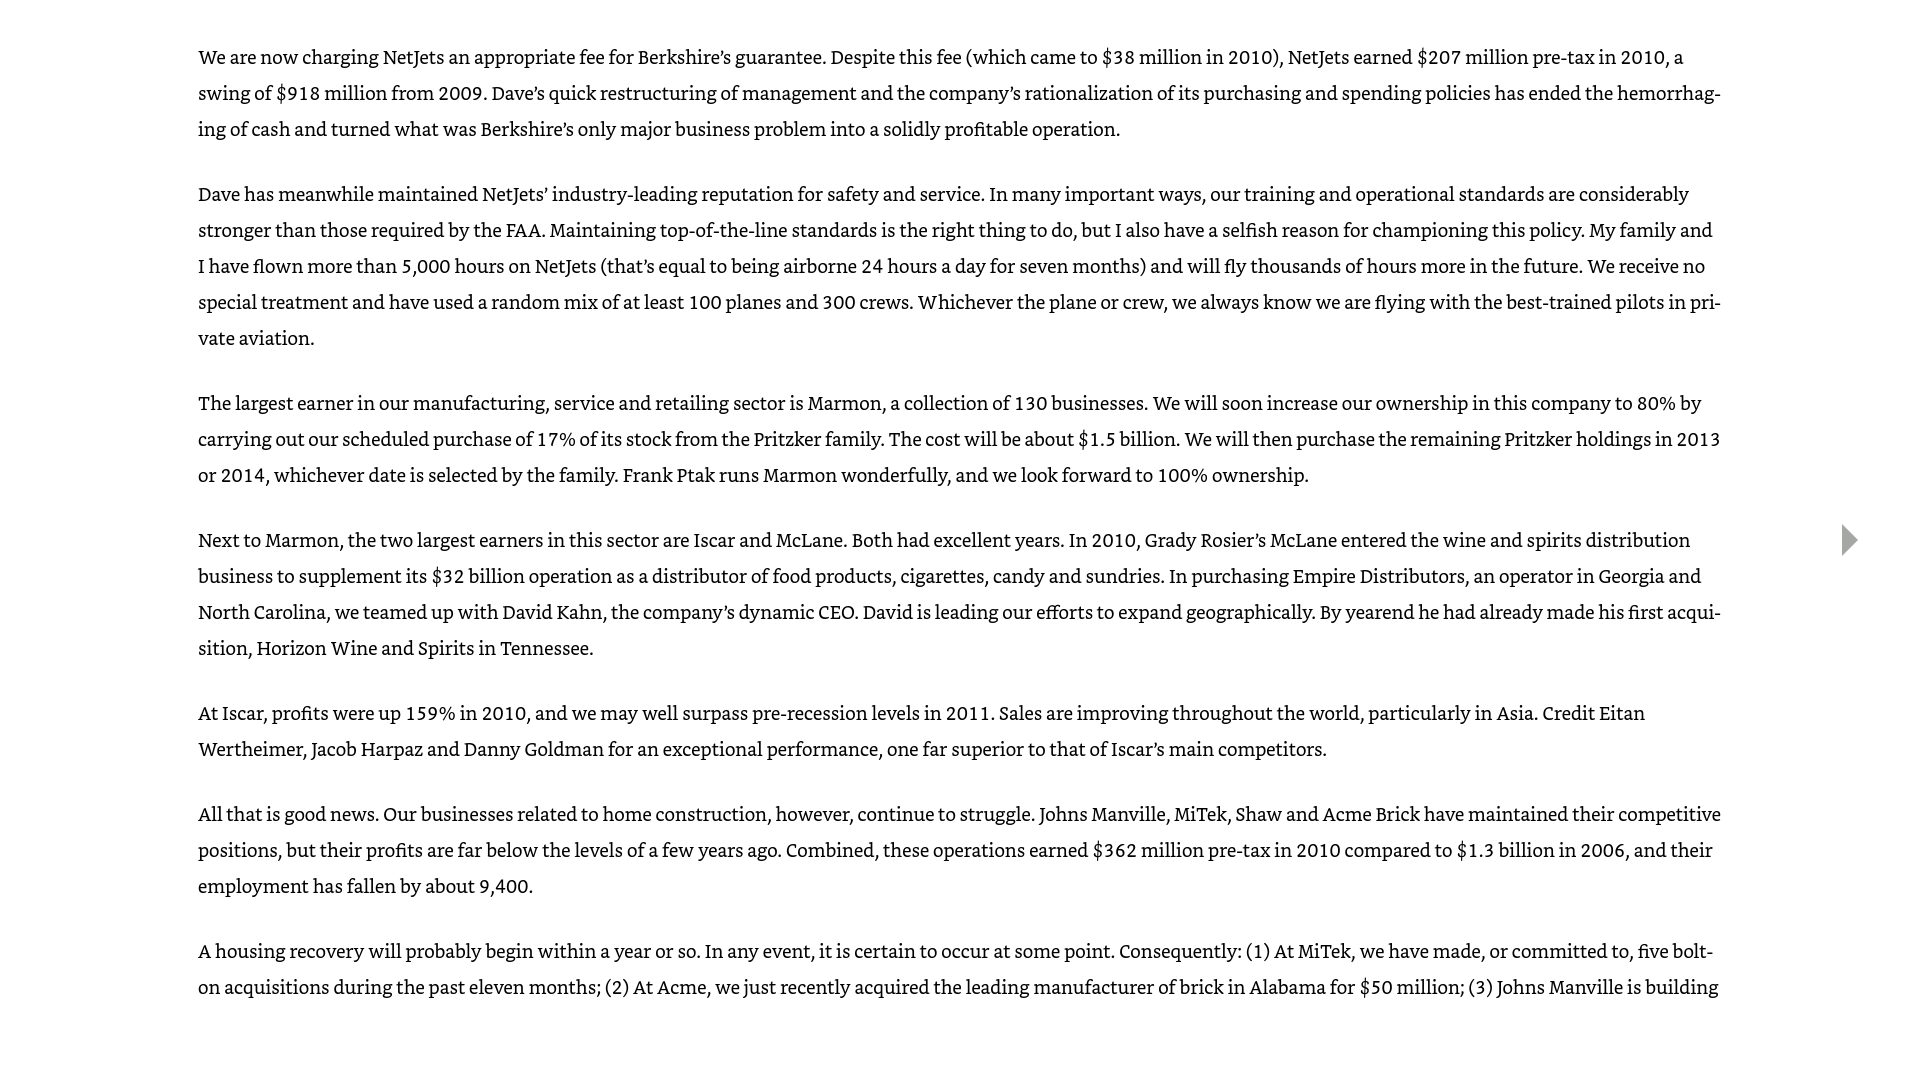 We are now charging NetJets an appropriate fee for Berkshire’s guarantee. Despite this fee (which came to $38 million in 2010), NetJets earned $207 million pre-tax in 2010, a
swing of $918 million from 2009. Dave’s quick restructuring of management and the company’s rationalization of its purchasing and spending policies has ended the hemorrhag-
ing of cash and turned what was Berkshire’s only major business problem into a solidly profitable operation.
Dave has meanwhile maintained NetJets’ industry-leading reputation for safety and service. In many important ways, our training and operational standards are considerably
stronger than those required by the FAA. Maintaining top-of-the-line standards is the right thing to do, but I also have a selfish reason for championing this policy. My family and
I have flown more than 5,000 hours on NetJets (that’s equal to being airborne 24 hours a day for seven months) and will fly thousands of hours more in the future. We receive no
special treatment and have used a random mix of at least 100 planes and 300 crews. Whichever the plane or crew, we always know we are flying with the best-trained pilots in pri-
vate aviation.
The largest earner in our manufacturing, service and retailing sector is Marmon, a collection of 130 businesses. We will soon increase our ownership in this company to 80% by
carrying out our scheduled purchase of 17% of its stock from the Pritzker family. The cost will be about $1.5 billion. We will then purchase the remaining Pritzker holdings in 2013
or 2014, whichever date is selected by the family. Frank Ptak runs Marmon wonderfully, and we look forward to 100% ownership.
Next to Marmon, the two largest earners in this sector are Iscar and McLane. Both had excellent years. In 2010, Grady Rosier’s McLane entered the wine and spirits distribution
business to supplement its $32 billion operation as a distributor of food products, cigarettes, candy and sundries. In purchasing Empire Distributors, an operator in Georgia and
North Carolina, we teamed up with David Kahn, the company’s dynamic CEO. David is leading our efforts to expand geographically. By yearend he had already made his first acqui-
sition, Horizon Wine and Spirits in Tennessee.
At Iscar, profits were up 159% in 2010, and we may well surpass pre-recession levels in 2011. Sales are improving throughout the world, particularly in Asia. Credit Eitan
Wertheimer, Jacob Harpaz and Danny Goldman for an exceptional performance, one far superior to that of Iscar’s main competitors.
All that is good news. Our businesses related to home construction, however, continue to struggle. Johns Manville, MiTek, Shaw and Acme Brick have maintained their competitive
positions, but their profits are far below the levels of a few years ago. Combined, these operations earned $362 million pre-tax in 2010 compared to $1.3 billion in 2006, and their
employment has fallen by about 9,400.
A housing recovery will probably begin within a year or so. In any event, it is certain to occur at some point. Consequently: (1) At MiTek, we have made, or committed to, five bolt-
on acquisitions during the past eleven months; (2) At Acme, we just recently acquired the leading manufacturer of brick in Alabama for $50 million; (3) Johns Manville is building